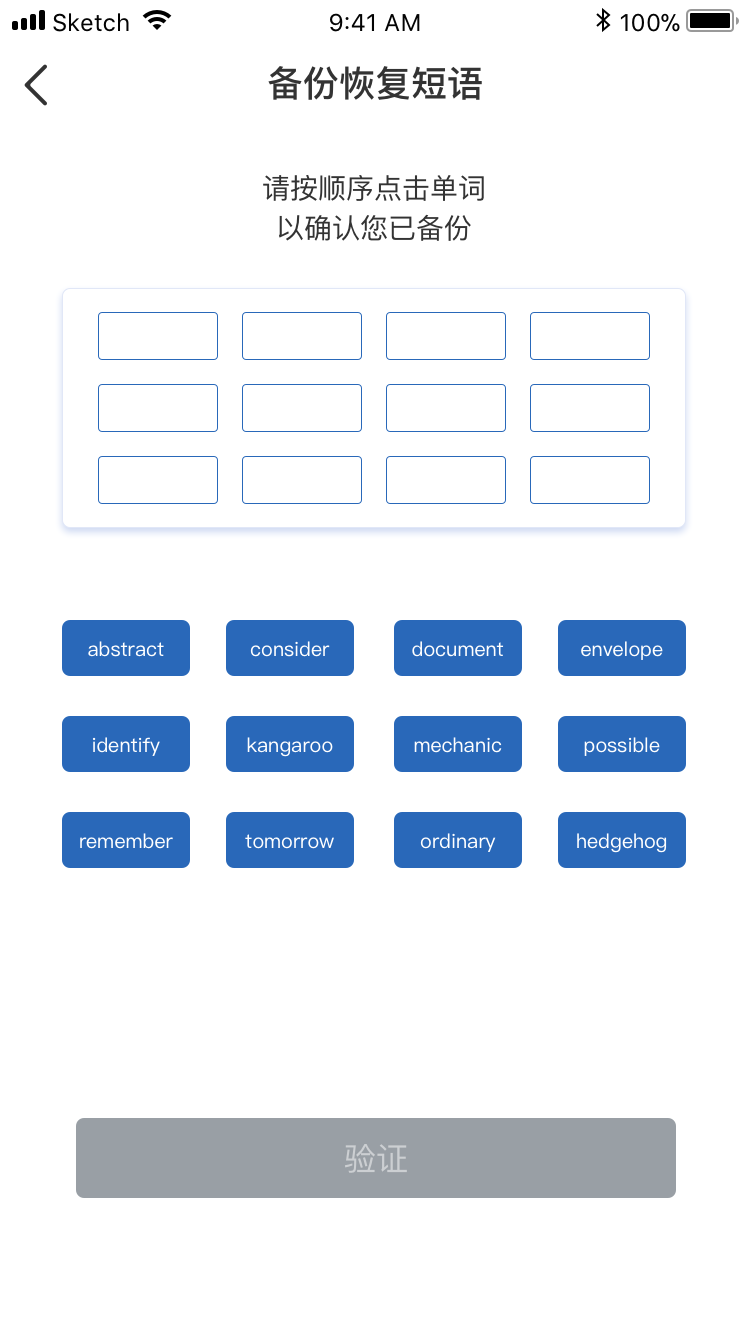 Sketch 9:41 AM 100%
备份恢复短语
请按顺序点击单词
以确认您已备份
abstract consider document envelope
identify kangaroo mechanic possible
remember tomorrow ordinary hedgehog
验证